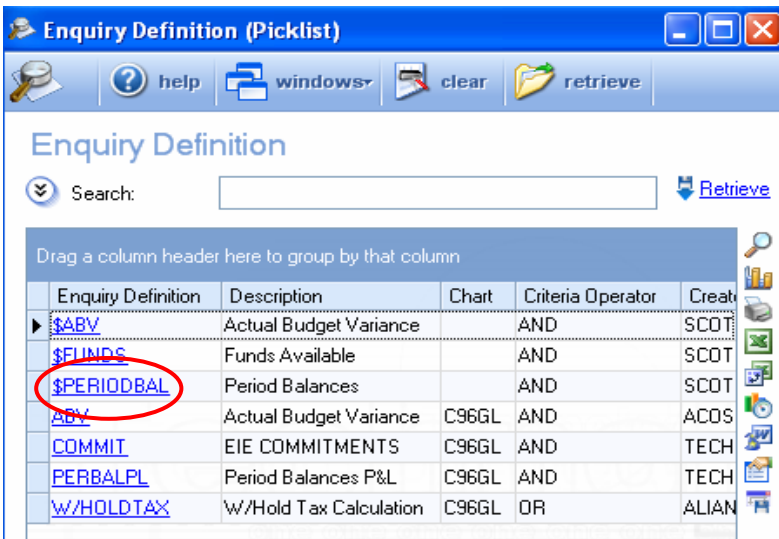 Enquiry Definition (Picklist)
help windows clear retrieve
Enquiry Definition
Search: Retrieve
Drag a column header here to group by that column
Enquiry Definition Description Chart Criteria Operator Creat
$ABV Actual Budget Variance AND SCOT
$FUNDS Funds Available AND SCOT
$PERIODBAL Period Balances AND SCOT
ABV Actual Budget Variance C96GL AND ACOS
COMMIT EIE COMMITMENTS C96GL AND TECH
PERBALPL Period Balances P&L C96GL AND TECH
W/HOLDTAX W/Hold Tax Calculation C96GL OR ALIAN